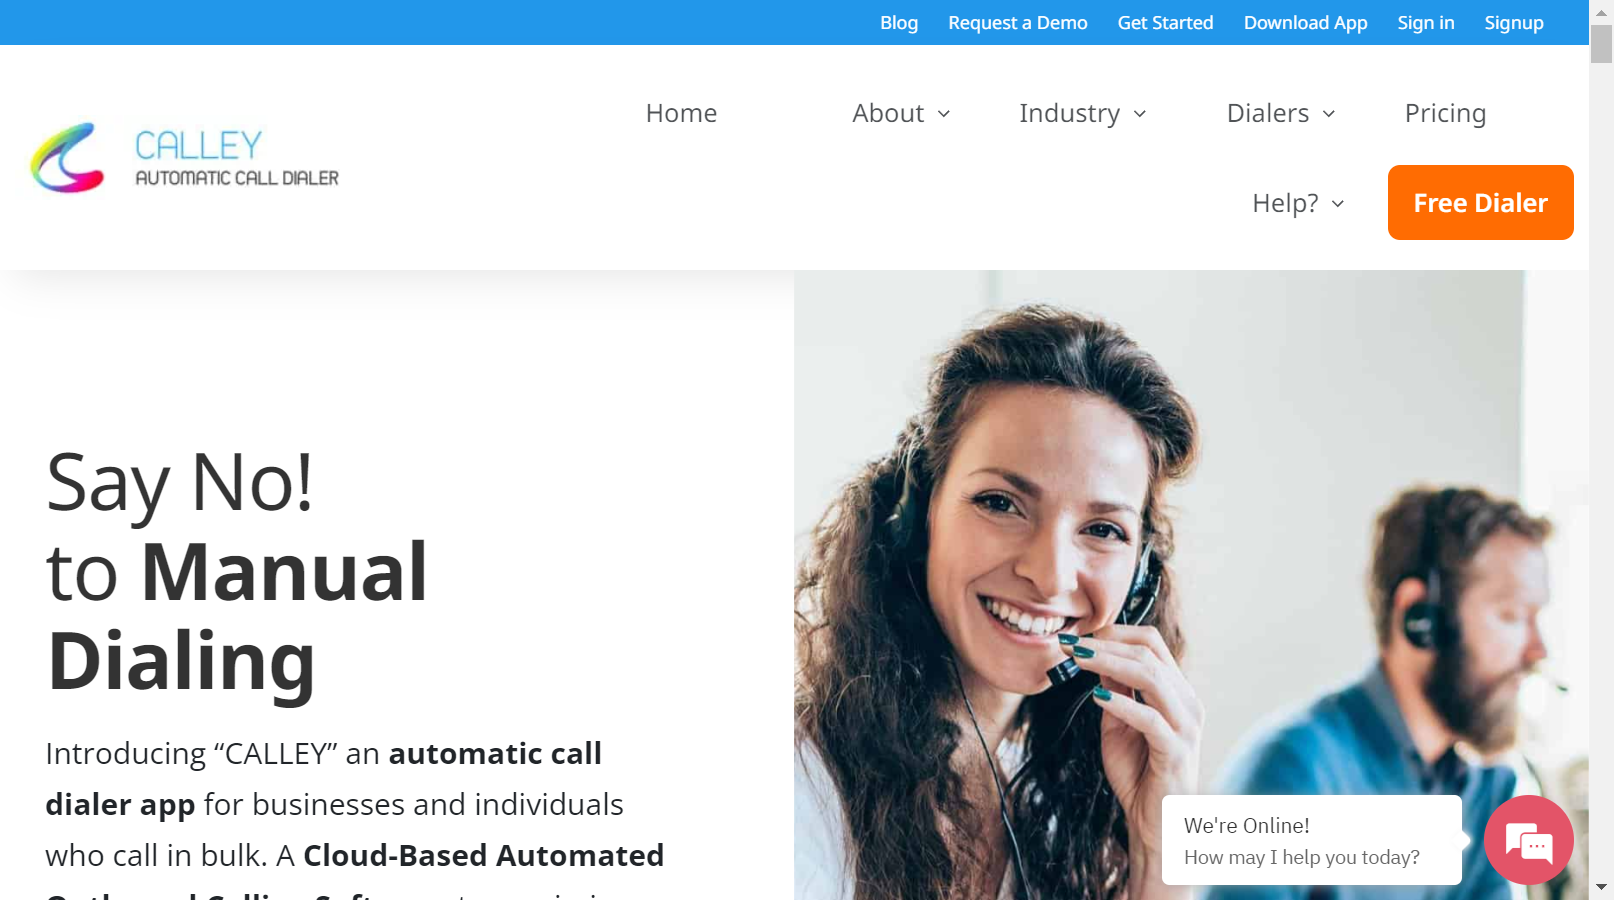 Blog Request a Demo Get Started Download App Sign in Signup
Home About Industry Dialers Pricing
CALLEY
AUTOMATIC CALL DIALER
Help? Free Dialer
Say No!
to Manual
Dialing
Introducing “CALLEY” an automatic call
dialer app for businesses and individuals
who call in bulk. A Cloud-Based Automated
We're Online!
How may I help you today?